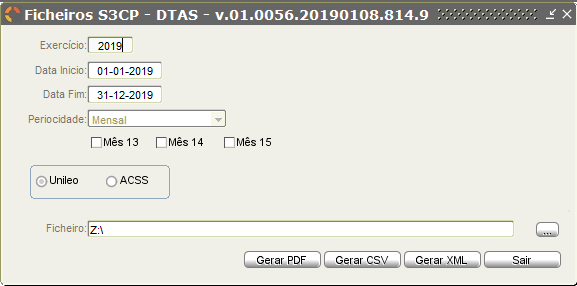 Ficheiros S3CP - DTAS - v.01.0056.20190108.814.9
Exercício: 2019
Data Inicio: 01-01-2019
Data Fim: 31-12-2019
Periocidade: Mensal
Mês 13 Mês 14 Mês 15
Unileo ACSS
Ficheiro: Z:\ ...
Gerar PDF Gerar CSV Gerar XML Sair